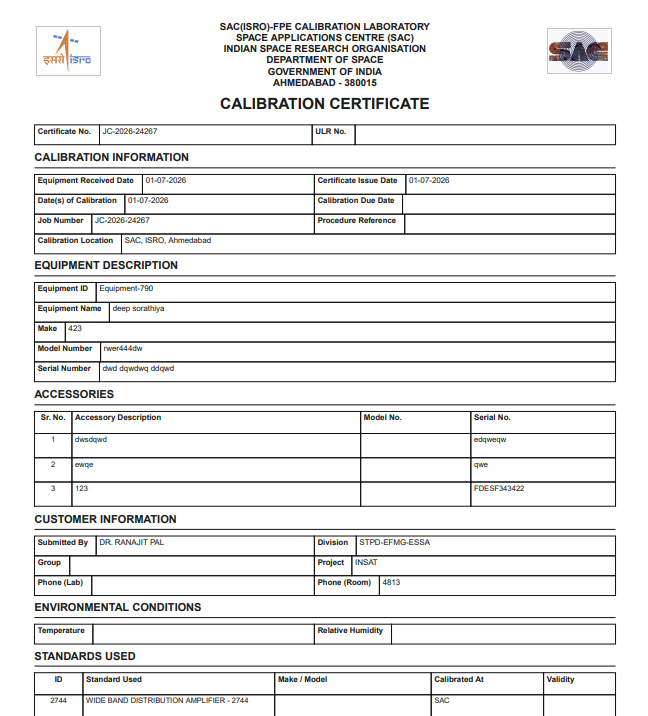 SAC(ISRO)-FPE CALIBRATION LABORATORY
SPACE APPLICATIONS CENTRE (SAC)
INDIAN SPACE RESEARCH ORGANISATION
DEPARTMENT OF SPACE
GOVERNMENT OF INDIA
AHMEDABAD - 380015
इसरो isro
SAC
CALIBRATION CERTIFICATE
Certificate No. JC-2026-24267 ULR No.
CALIBRATION INFORMATION
Equipment Received Date 01-07-2026 Certificate Issue Date 01-07-2026
Date(s) of Calibration 01-07-2026 Calibration Due Date
Job Number JC-2026-24267 Procedure Reference
Calibration Location SAC, ISRO, Ahmedabad
EQUIPMENT DESCRIPTION
Equipment ID Equipment-790
Equipment Name deep sorathiya
Make 423
Model Number rwer444dw
Serial Number dwd dqwdwq ddqwd
ACCESSORIES
Sr. No. Accessory Description Model No. Serial No.
1 dwsdqwd edqweqw
2 ewqe qwe
3 123 FDESF343422
CUSTOMER INFORMATION
Submitted By DR. RANAJIT PAL Division STPD-EFMG-ESSA
Group Project INSAT
Phone (Lab) Phone (Room) 4813
ENVIRONMENTAL CONDITIONS
Temperature Relative Humidity
STANDARDS USED
ID Standard Used Make / Model Calibrated At Validity
2744 WIDE BAND DISTRIBUTION AMPLIFIER - 2744 SAC